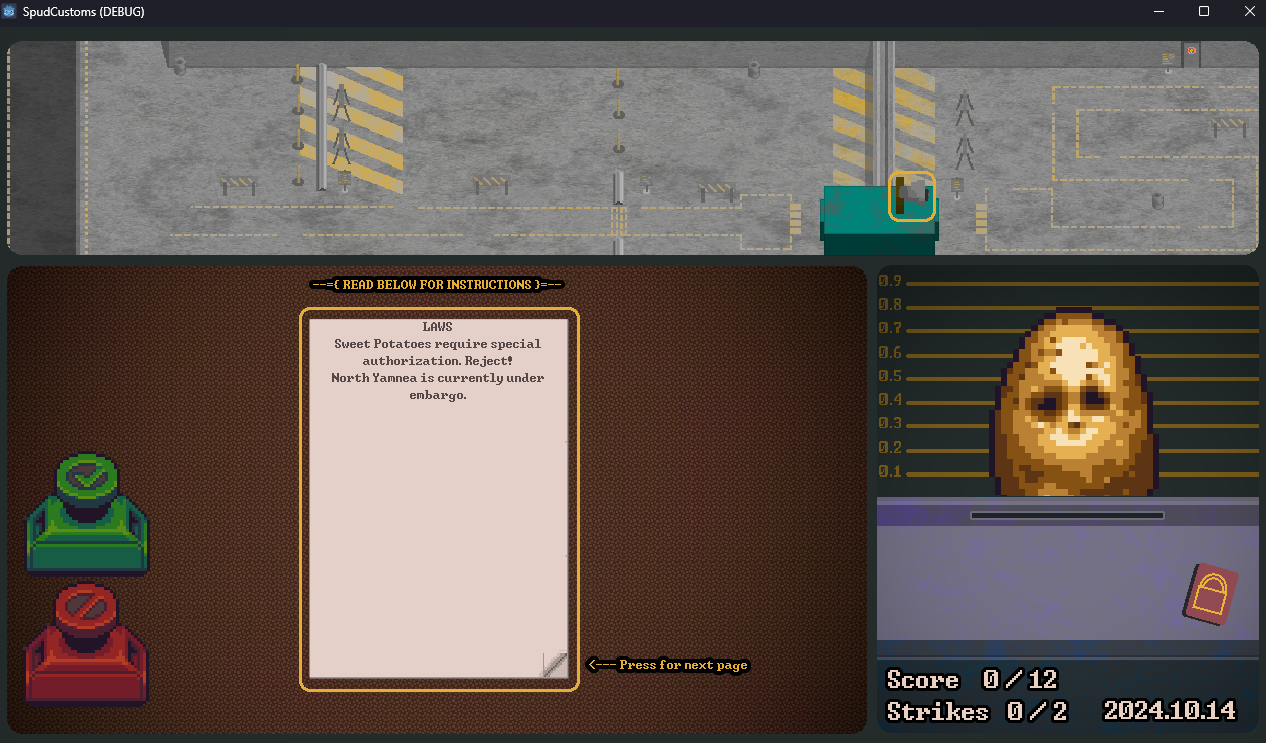 SpudCustoms (DEBUG)
--={ READ BELOW FOR INSTRUCTIONS }=--
LAWS
Sweet Potatoes require special
authorization. Reject!
North Yamnea is currently under
embargo.
<--- Press for next page
0.9
0.8
0.7
0.6
0.5
0.4
0.3
0.2
0.1
Score 0/12
Strikes 0/2 2024.10.14